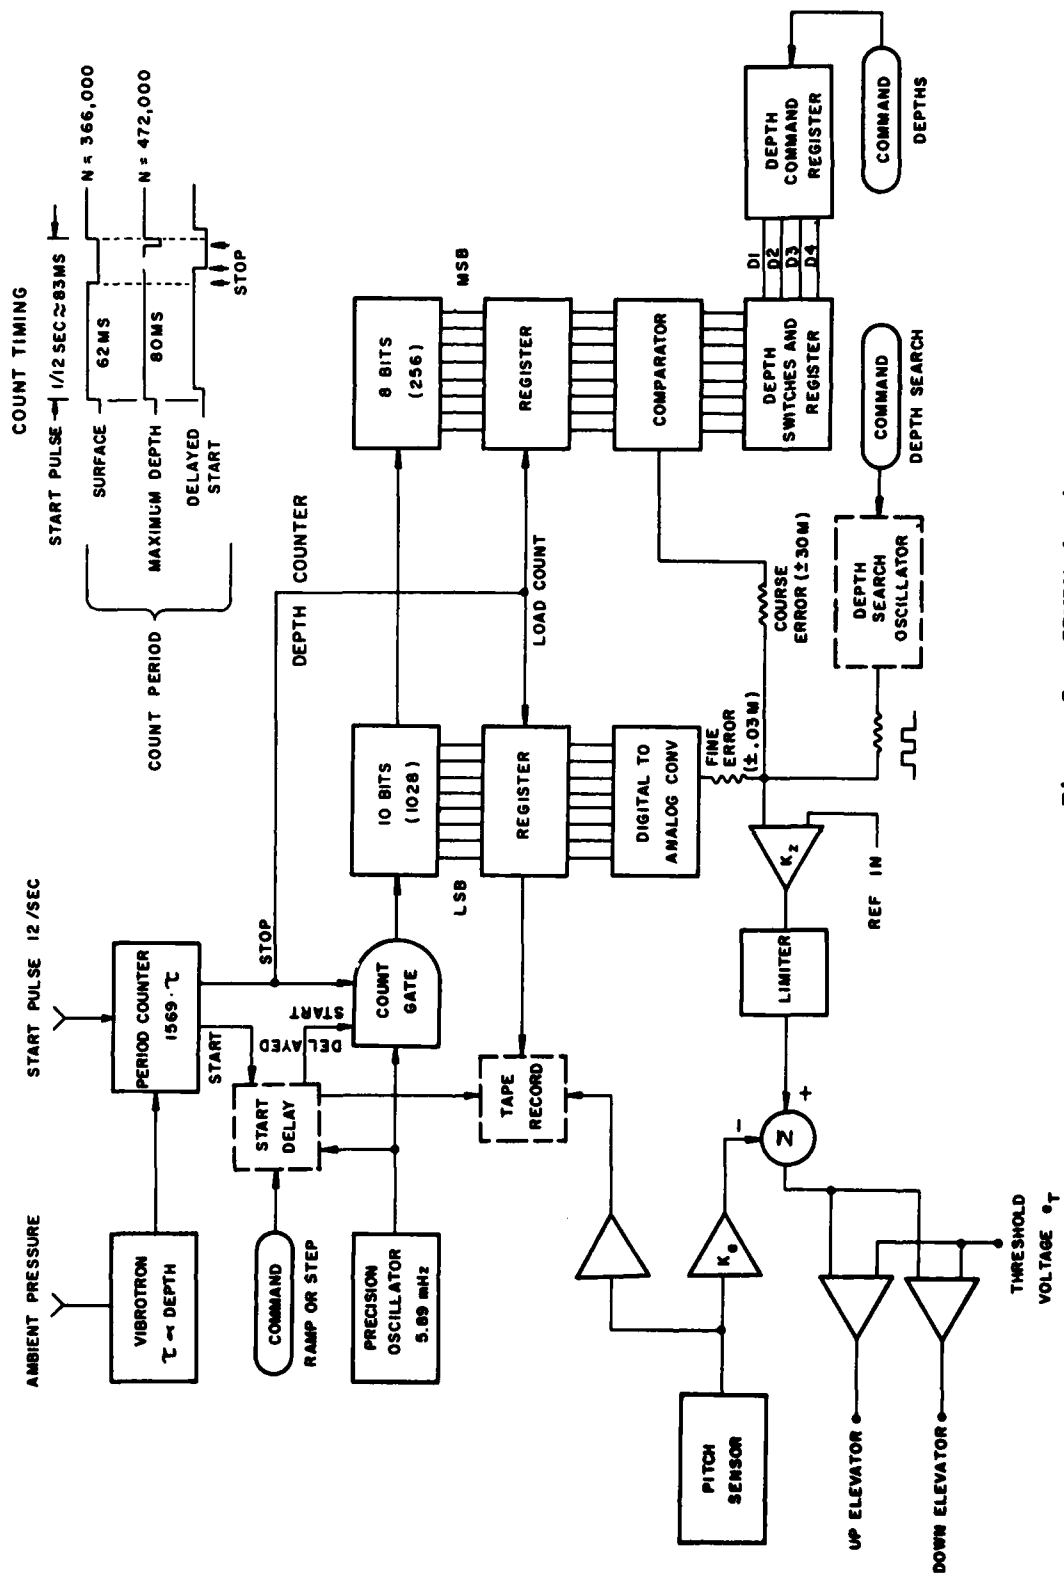 COUNT TIMING
START PULSE
1/12 SEC≈83MS
SURFACE
62MS
N = 366,000
MAXIMUM DEPTH
80MS
N = 472,000
DELAYED
START
STOP
COUNT PERIOD
AMBIENT PRESSURE
START PULSE 12/SEC
VIBROTRON
τ ∝ DEPTH
PERIOD COUNTER
1569·τ
START
STOP
COMMAND
RAMP OR STEP
START
DELAY
DELAYED
START
PRECISION
OSCILLATOR
5.89 mHz
COUNT
GATE
DEPTH COUNTER
10 BITS
(1028)
8 BITS
(256)
LSB
MSB
TAPE
RECORD
REGISTER
LOAD COUNT
REGISTER
DIGITAL TO
ANALOG CONV
COMPARATOR
FINE
ERROR
(±.03M)
COURSE
ERROR (±30M)
DEPTH
SWITCHES AND
REGISTER
D1
D2
D3
D4
DEPTH
COMMAND
REGISTER
COMMAND
DEPTHS
COMMAND
DEPTH SEARCH
DEPTH
SEARCH
OSCILLATOR
PITCH
SENSOR
Kθ
Kz
REF IN
LIMITER
-
+
Σ
UP ELEVATOR
DOWN ELEVATOR
THRESHOLD
VOLTAGE eT